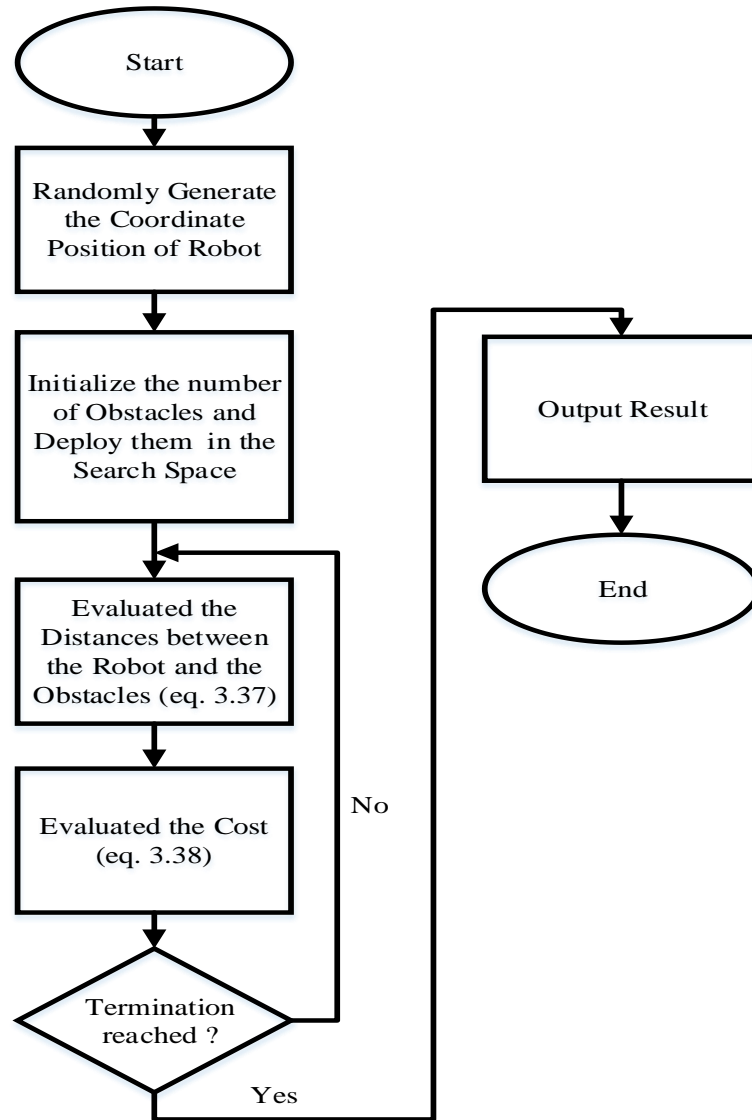 Start
Randomly Generate
the Coordinate
Position of Robot
Initialize the number
of Obstacles and
Deploy them in the
Search Space
Evaluated the
Distances between
the Robot and the
Obstacles (eq. 3.37)
Evaluated the Cost
(eq. 3.38)
Termination
reached ?
No
Yes
Output Result
End